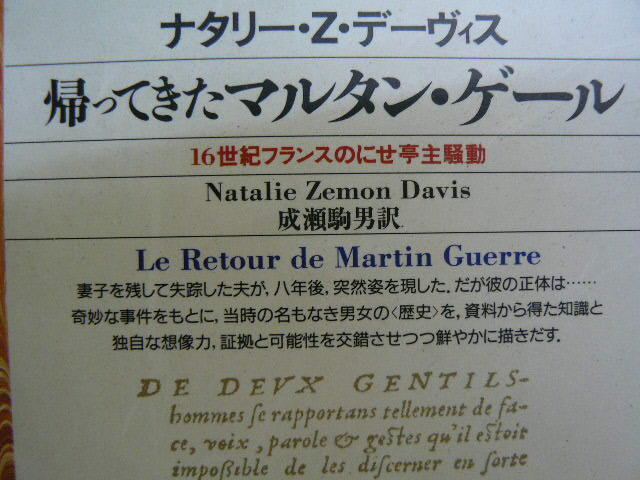 ナタリー・Z・デーヴィス
帰ってきたマルタン・ゲール
16世紀フランスのにせ亭主騒動
Natalie Zemon Davis
成瀬駒男訳
Le Retour de Martin Guerre
妻子を残して失踪した夫が，八年後，突然姿を現した．だが彼の正体は……
奇妙な事件をもとに，当時の名もなき男女の〈歴史〉を，資料から得た知識と
独自な想像力，証拠と可能性を交錯させつつ鮮やかに描きだす．
DE DEVX GENTILS-
hommes ſe rapportans tellement de fa-
ce, voix, parole & geſtes qu'il eſtoit
impoßible de les diſcerner en ſorte